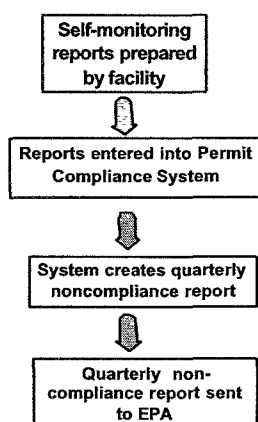 Self-monitoring
reports prepared
by facility
Reports entered into Permit
Compliance System
System creates quarterly
noncompliance report
Quarterly non-
compliance report sent
to EPA